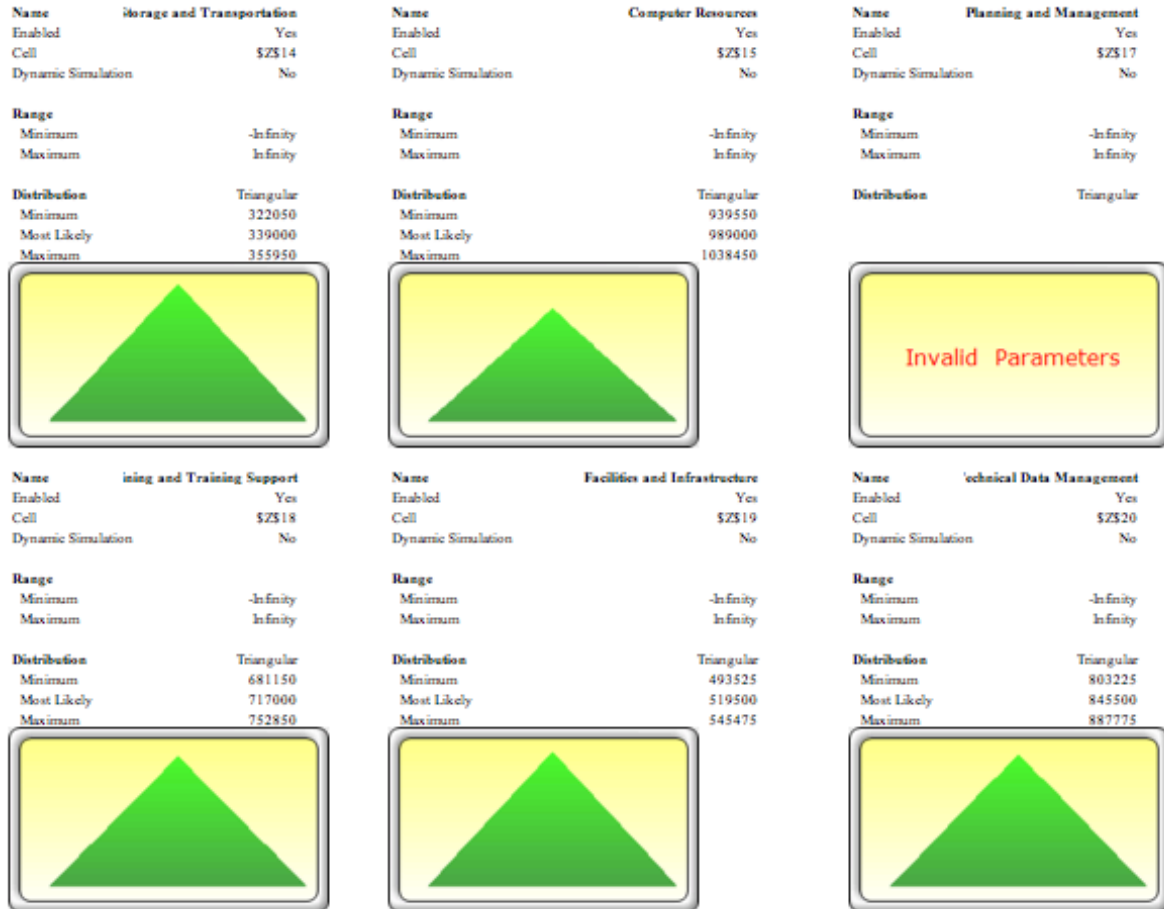 Name torage and Transportation
Enabled Yes
Cell $Z$14
Dynamic Simulation No
Range
Minimum -Infinity
Maximum Infinity
Distribution Triangular
Minimum 322050
Most Likely 339000
Maximum 355950
Name Computer Resources
Enabled Yes
Cell $Z$15
Dynamic Simulation No
Range
Minimum -Infinity
Maximum Infinity
Distribution Triangular
Minimum 939550
Most Likely 989000
Maximum 1038450
Name Planning and Management
Enabled Yes
Cell $Z$17
Dynamic Simulation No
Range
Minimum -Infinity
Maximum Infinity
Distribution Triangular
Invalid Parameters
Name ining and Training Support
Enabled Yes
Cell $Z$18
Dynamic Simulation No
Range
Minimum -Infinity
Maximum Infinity
Distribution Triangular
Minimum 681150
Most Likely 717000
Maximum 752850
Name Facilities and Infrastructure
Enabled Yes
Cell $Z$19
Dynamic Simulation No
Range
Minimum -Infinity
Maximum Infinity
Distribution Triangular
Minimum 493525
Most Likely 519500
Maximum 545475
Name echnical Data Management
Enabled Yes
Cell $Z$20
Dynamic Simulation No
Range
Minimum -Infinity
Maximum Infinity
Distribution Triangular
Minimum 803225
Most Likely 845500
Maximum 887775